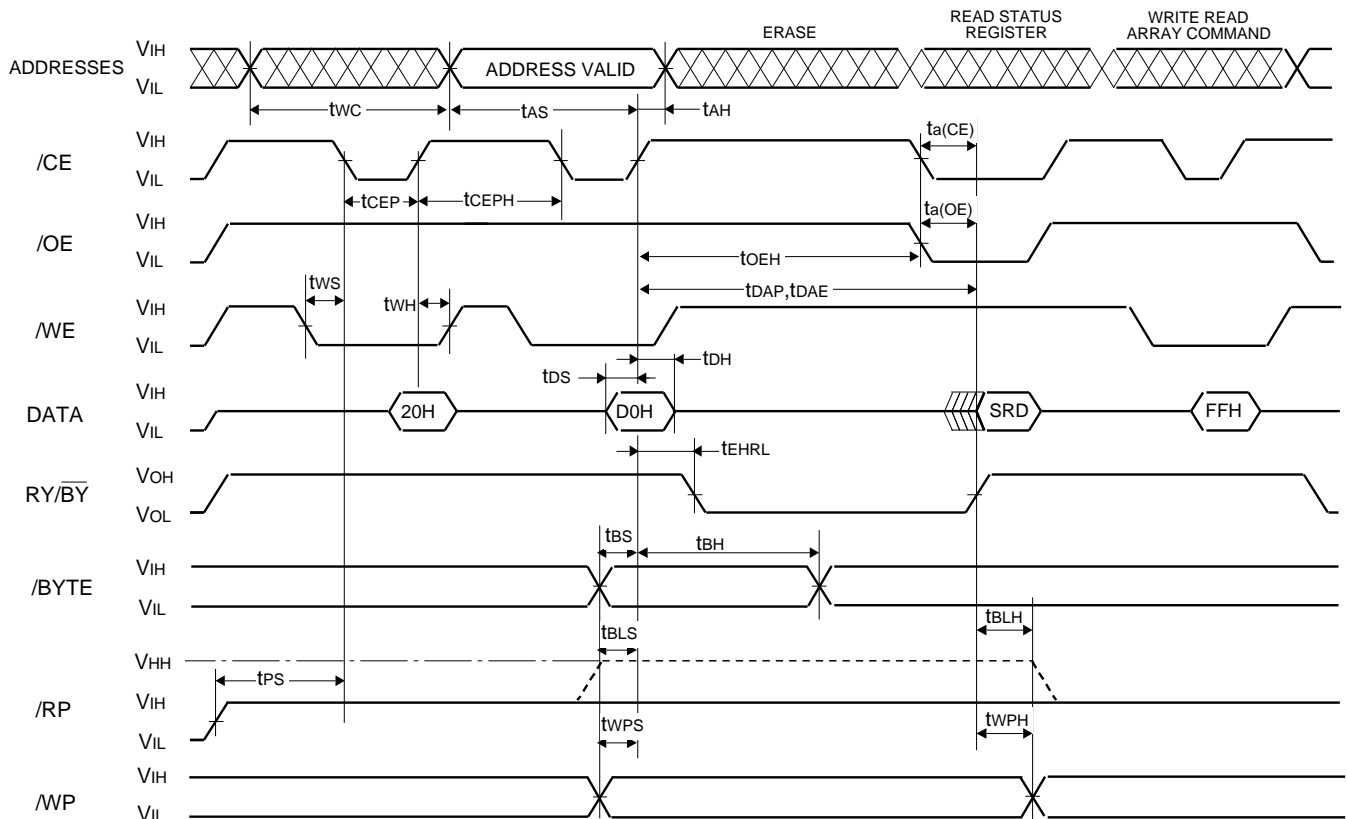 ERASE
READ STATUS
REGISTER
WRITE READ
ARRAY COMMAND
ADDRESSES
VIH
VIL
ADDRESS VALID
tWC
tAS
tAH
/CE
VIH
VIL
ta(CE)
tCEP
tCEPH
/OE
VIH
VIL
ta(OE)
tOEH
tWS
tWH
tDAP,tDAE
/WE
VIH
VIL
tDS
tDH
DATA
VIH
VIL
20H
D0H
SRD
FFH
tEHRL
RY/BY
VOH
VOL
tBS
tBH
/BYTE
VIH
VIL
tBLS
tBLH
VHH
tPS
/RP
VIH
VIL
tWPS
tWPH
/WP
VIH
VIL